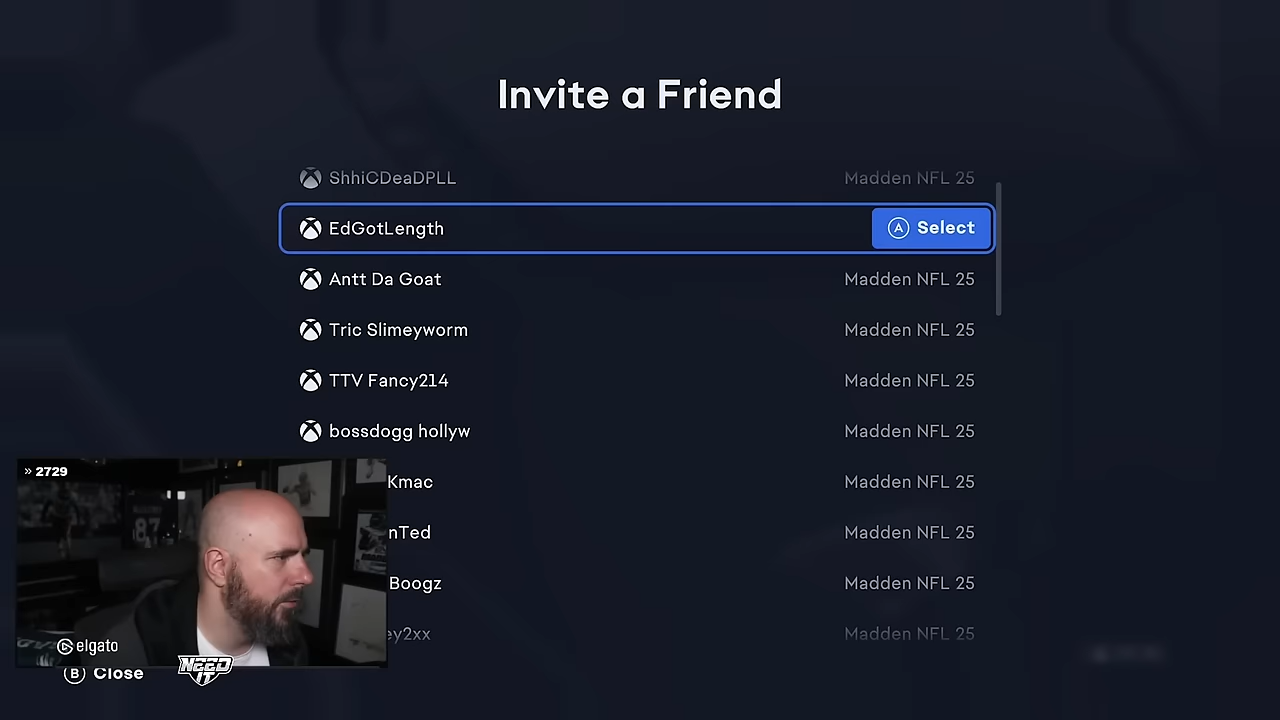 Invite a Friend
ShhiCDeaDPLL Madden NFL 25
EdGotLength A Select
Antt Da Goat Madden NFL 25
Tric Slimeyworm Madden NFL 25
TTV Fancy214 Madden NFL 25
bossdogg hollyw Madden NFL 25
» 2729
Kmac Madden NFL 25
87
nTed Madden NFL 25
Boogz Madden NFL 25
ey2xx Madden NFL 25
elgato
B Close
NEED
IT